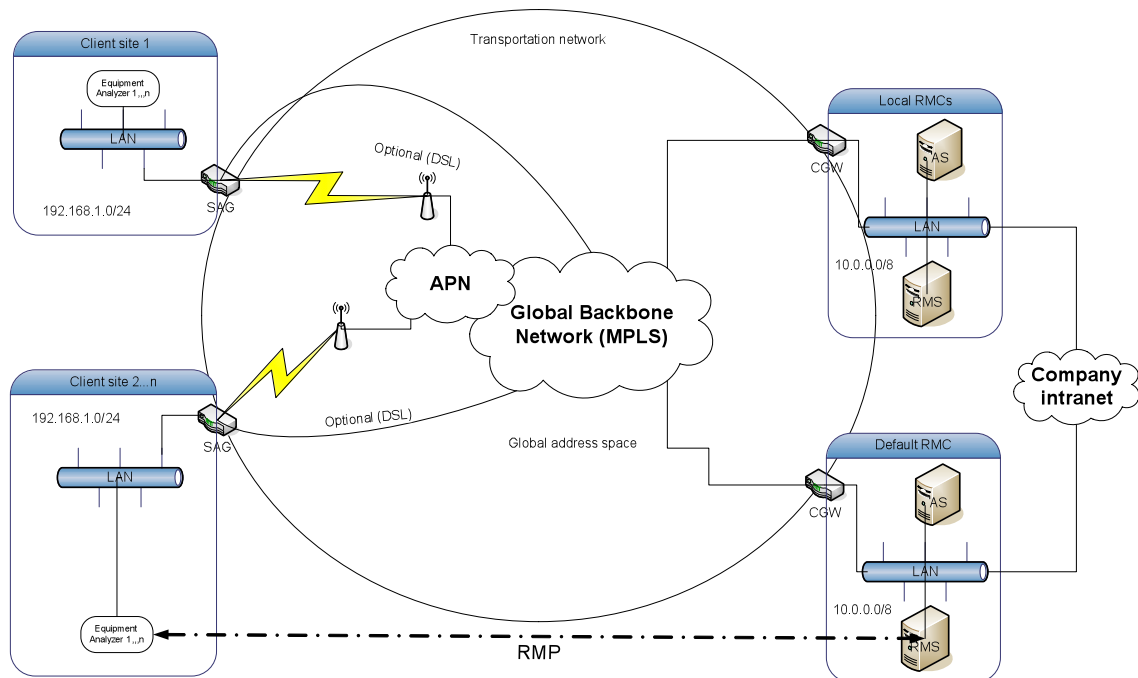 Client site 1
Equipment
Analyzer 1,,,n
LAN
192.168.1.0/24
SAG
Transportation network
Optional (DSL)
APN
Global Backbone
Network (MPLS)
Local RMCs
AS
CGW
LAN
10.0.0.0/8
RMS
Company
intranet
Client site 2...n
192.168.1.0/24
SAG
LAN
Optional (DSL)
Global address space
Equipment
Analyzer 1,,,n
Default RMC
AS
CGW
LAN
10.0.0.0/8
RMS
RMP